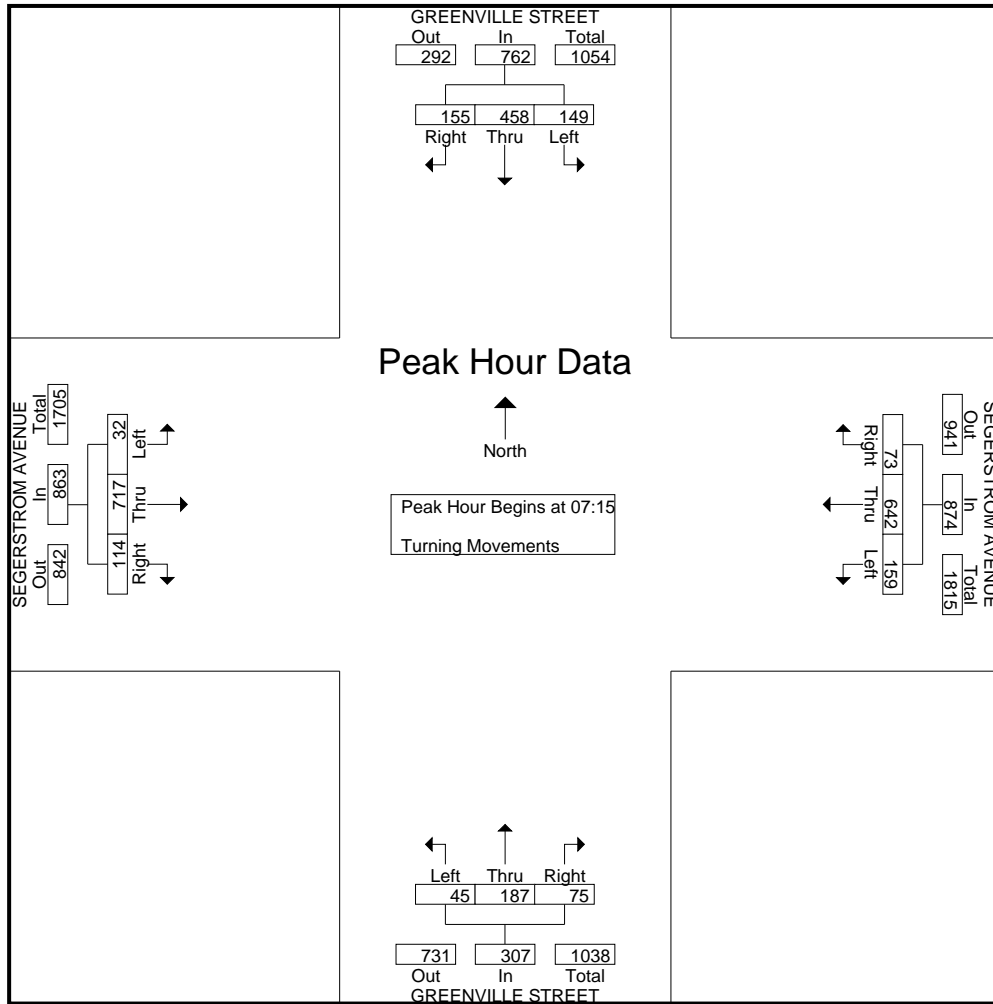 GREENVILLE STREET
Out In Total
292 762 1054
155 458 149
Right Thru Left
Peak Hour Data
North
Peak Hour Begins at 07:15
Turning Movements
SEGERSTROM AVENUE
Total In Out
1705 863 842
32 717 114
Left Thru Right
SEGERSTROM AVENUE
Out In Total
941 874 1815
73 642 159
Right Thru Left
Left Thru Right
45 187 75
731 307 1038
Out In Total
GREENVILLE STREET